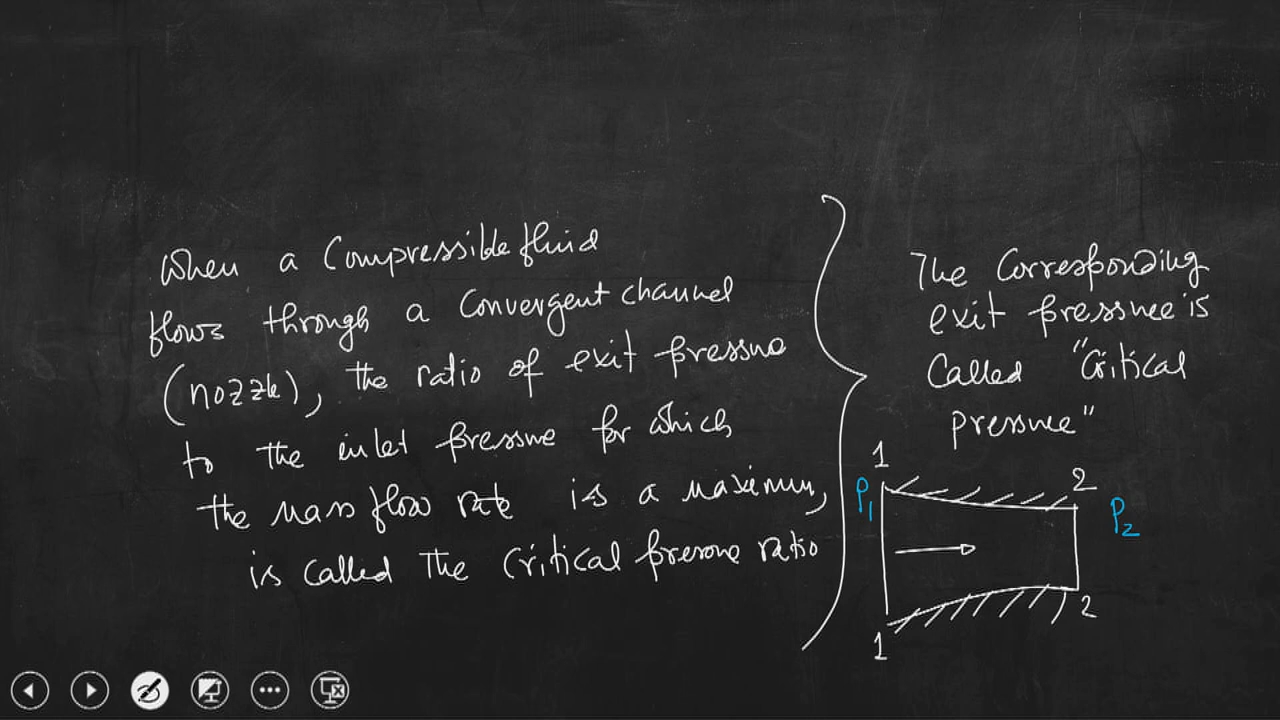 When a Compressible fluid
flows through a Convergent channel
(nozzle), the ratio of exit pressure
to the inlet pressure for which
the mass flow rate is a maximum,
is called the Critical pressure ratio
The Corresponding
exit pressure is
Called "Critical
pressure"
1
2
P1
P2
2
1